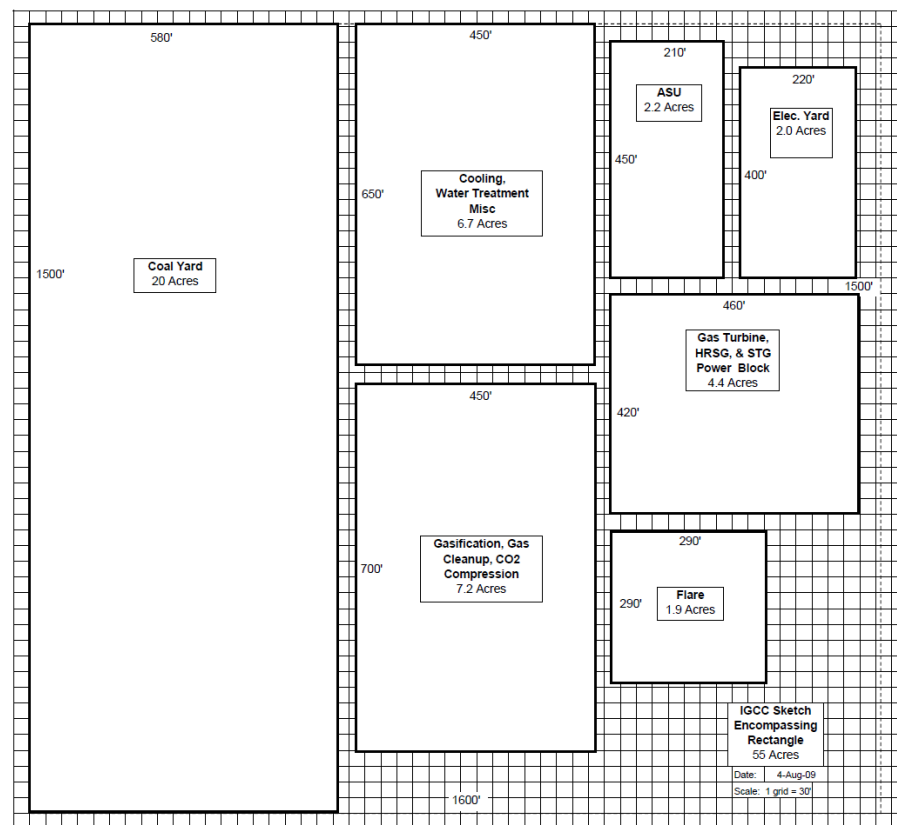 580'
1500'
Coal Yard
20 Acres
450'
650'
Cooling,
Water Treatment
Misc
6.7 Acres
210'
ASU
2.2 Acres
450'
220'
Elec. Yard
2.0 Acres
400'
1500'
460'
Gas Turbine,
HRSG, & STG
Power Block
4.4 Acres
420'
450'
Gasification, Gas
Cleanup, CO2
Compression
7.2 Acres
700'
290'
290'
Flare
1.9 Acres
IGCC Sketch
Encompassing
Rectangle
55 Acres
Date: 4-Aug-09
Scale: 1 grid = 30'
1600'